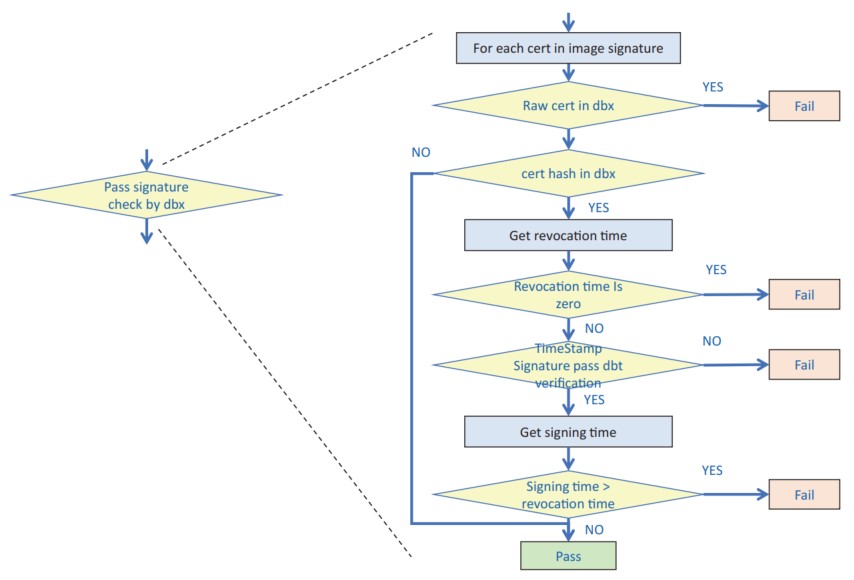 For each cert in image signature
YES
Raw cert in dbx
Fail
NO
cert hash in dbx
Pass signature
check by dbx
YES
Get revocation time
YES
Revocation time Is
zero
Fail
NO
NO
TimeStamp
Signature pass dbt
verification
Fail
YES
Get signing time
YES
Signing time >
revocation time
Fail
NO
Pass